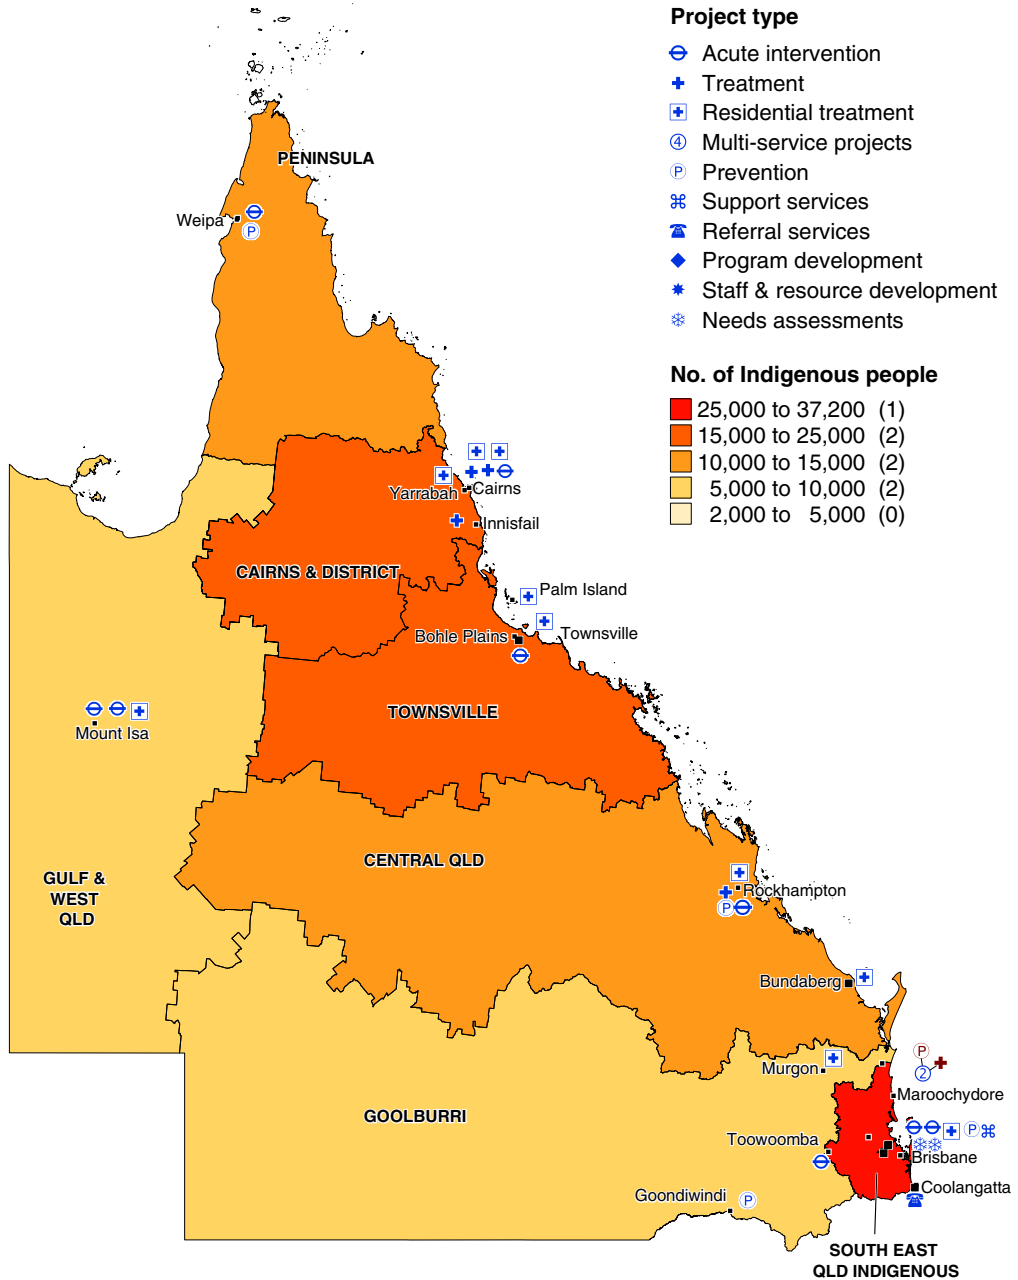 Project type
Acute intervention
Treatment
Residential treatment
4 Multi-service projects
P Prevention
Support services
Referral services
Program development
Staff & resource development
Needs assessments
No. of Indigenous people
25,000 to 37,200 (1)
15,000 to 25,000 (2)
10,000 to 15,000 (2)
5,000 to 10,000 (2)
2,000 to 5,000 (0)
PENINSULA
Weipa
P
Yarrabah
Cairns
Innisfail
CAIRNS & DISTRICT
Palm Island
Bohle Plains
Townsville
TOWNSVILLE
Mount Isa
CENTRAL QLD
GULF &
WEST
QLD
Rockhampton
P
Bundaberg
P
2
Murgon
Maroochydore
GOOLBURRI
P
Toowoomba
Brisbane
Coolangatta
Goondiwindi
P
SOUTH EAST
QLD INDIGENOUS